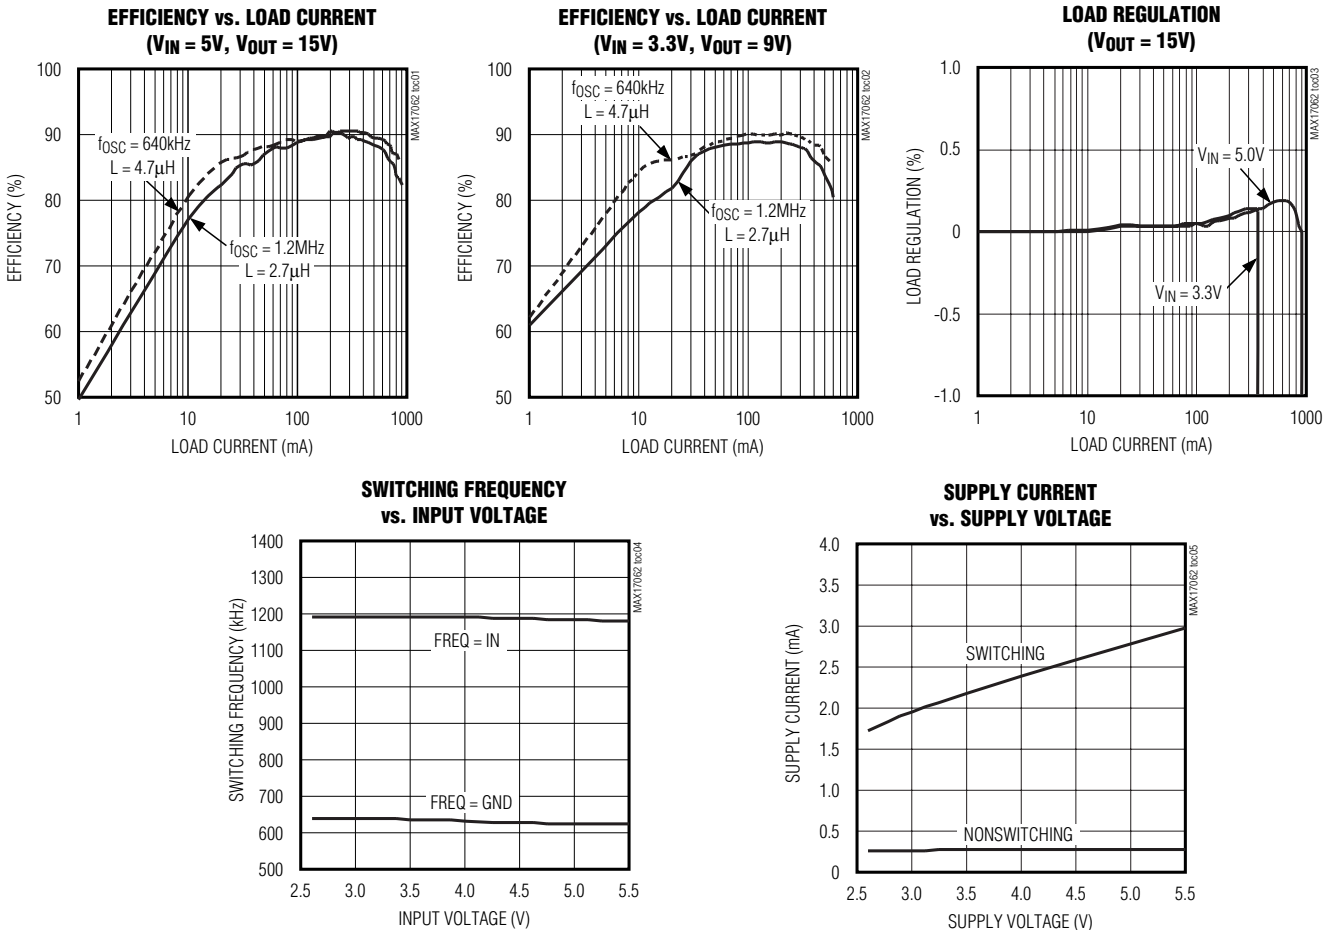 EFFICIENCY vs. LOAD CURRENT
(VIN = 5V, VOUT = 15V)
100
90
80
70
60
50
1
10
100
1000
EFFICIENCY (%)
LOAD CURRENT (mA)
fOSC = 640kHz
L = 4.7µH
fOSC = 1.2MHz
L = 2.7µH
MAX17062 toc01
EFFICIENCY vs. LOAD CURRENT
(VIN = 3.3V, VOUT = 9V)
100
90
80
70
60
50
1
10
100
1000
EFFICIENCY (%)
LOAD CURRENT (mA)
fOSC = 640kHz
L = 4.7µH
fOSC = 1.2MHz
L = 2.7µH
MAX17062 toc02
LOAD REGULATION
(VOUT = 15V)
1.0
0.5
0
-0.5
-1.0
1
10
100
1000
LOAD REGULATION (%)
LOAD CURRENT (mA)
VIN = 5.0V
VIN = 3.3V
MAX17062 toc03
SWITCHING FREQUENCY
vs. INPUT VOLTAGE
1400
1300
1200
1100
1000
900
800
700
600
500
2.5
3.0
3.5
4.0
4.5
5.0
5.5
SWITCHING FREQUENCY (kHz)
INPUT VOLTAGE (V)
FREQ = IN
FREQ = GND
MAX17062 toc04
SUPPLY CURRENT
vs. SUPPLY VOLTAGE
4.0
3.5
3.0
2.5
2.0
1.5
1.0
0.5
0
2.5
3.0
3.5
4.0
4.5
5.0
5.5
SUPPLY CURRENT (mA)
SUPPLY VOLTAGE (V)
SWITCHING
NONSWITCHING
MAX17062 toc05